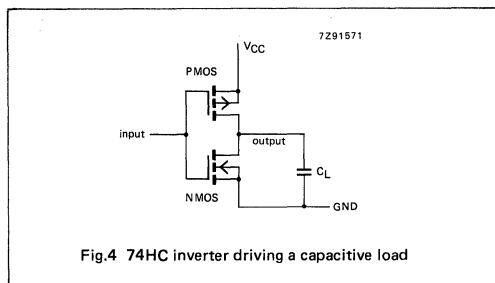 7Z91571
VCC
PMOS
input
output
CL
NMOS
GND
Fig.4 74HC inverter driving a capacitive load